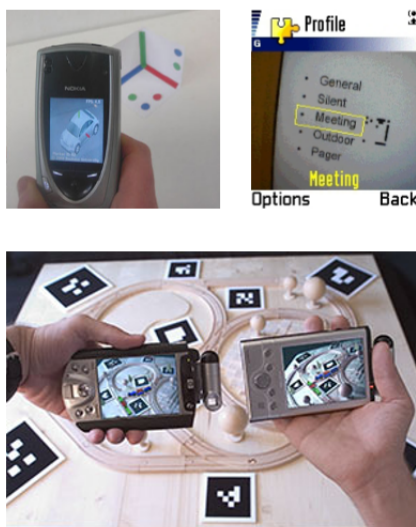 NOKIA
Profile
G
General
Silent
Meeting
Outdoor
Pager
Meeting
Options
Back